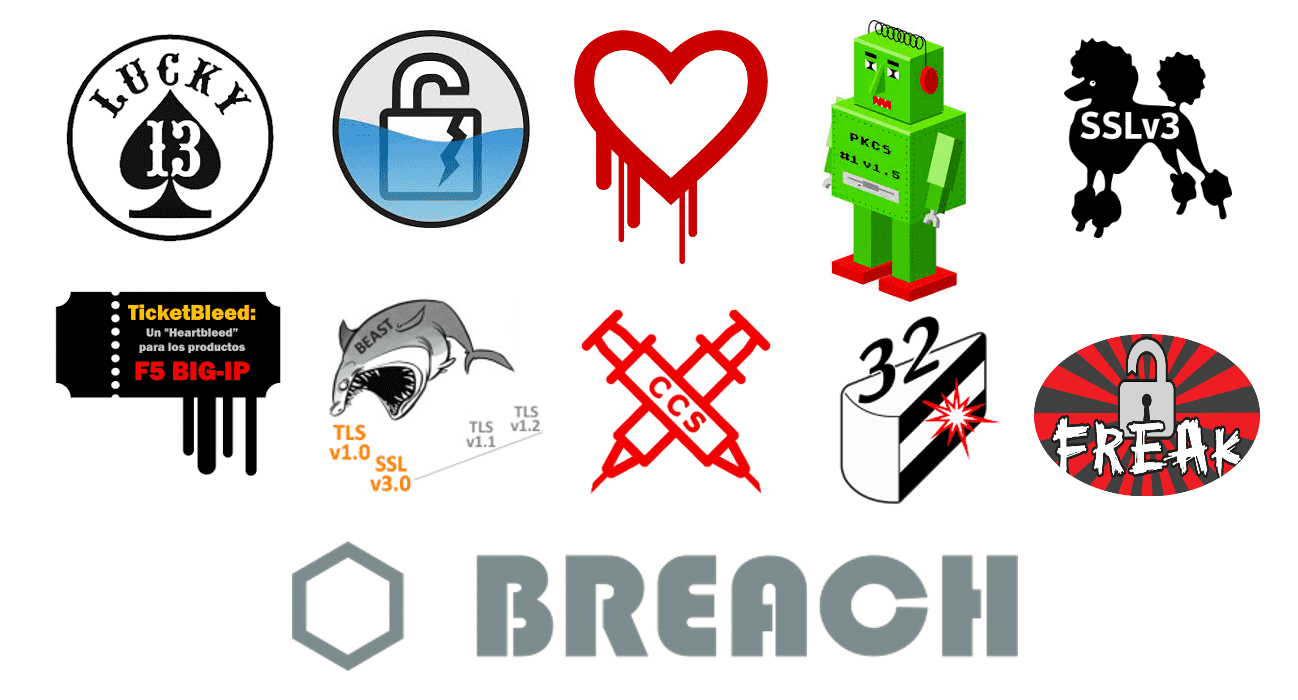 LUCKY
13
PKCS
#1 v1.5
SSLv3
TicketBleed:
Un "Heartbleed”
para los productos
F5 BIG-IP
BEAST
TLS
v1.0
SSL
v3.0
TLS
v1.1
TLS
v1.2
CCS
32
FREAK
BREACH